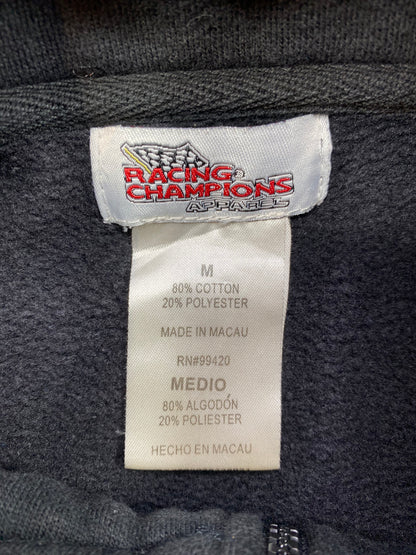 RACING
CHAMPIONS
APPAREL
M
80% COTTON
20% POLYESTER
MADE IN MACAU
RN#99420
MEDIO
80% ALGODÓN
20% POLIESTER
HECHO EN MACAU